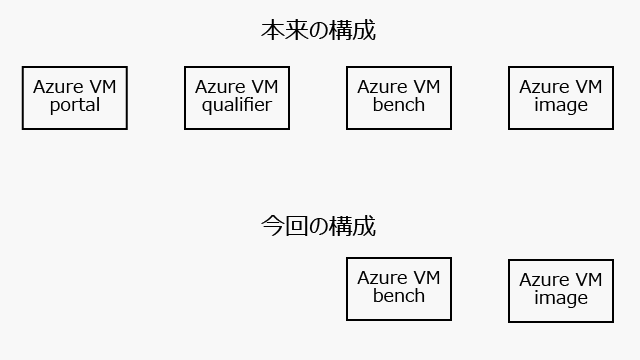 本来の構成
Azure VM
portal
Azure VM
qualifier
Azure VM
bench
Azure VM
image
今回の構成
Azure VM
bench
Azure VM
image